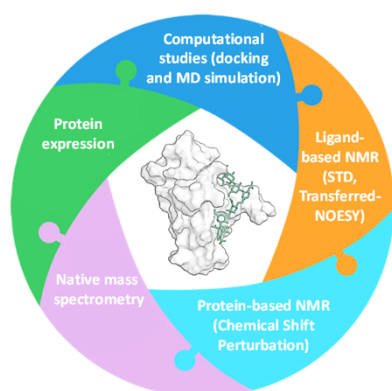 Computational
studies (docking
and MD simulation)
Ligand-
based NMR
(STD,
Transferred-
NOESY)
Protein-based NMR
(Chemical Shift
Perturbation)
Native mass
spectrometry
Protein
expression